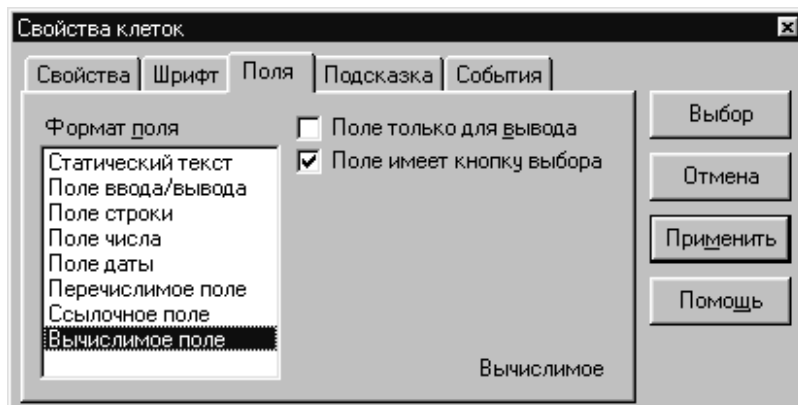 Свойства клеток
Свойства Шрифт Поля Подсказка События
Формат поля
Статический текст
Поле ввода/вывода
Поле строки
Поле числа
Поле даты
Перечислимое поле
Ссылочное поле
Вычислимое поле
Поле только для вывода
Поле имеет кнопку выбора
Вычислимое
Выбор
Отмена
Применить
Помощь